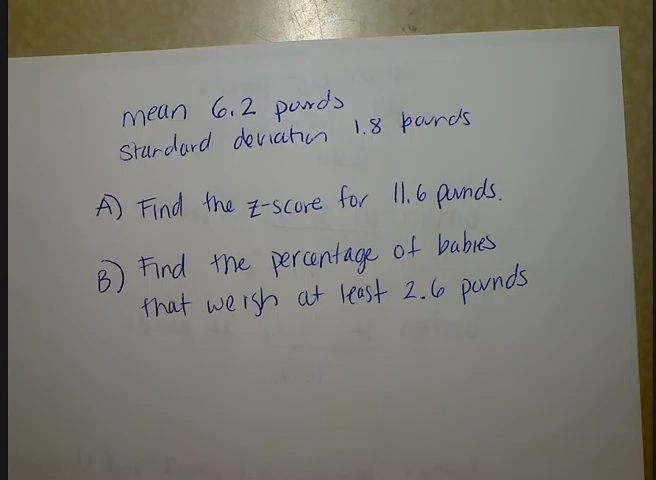 mean 6.2 pounds
standard deviation 1.8 pounds
A) Find the z-score for 11.6 pounds.
B) Find the percentage of babies
that weigh at least 2.6 pounds